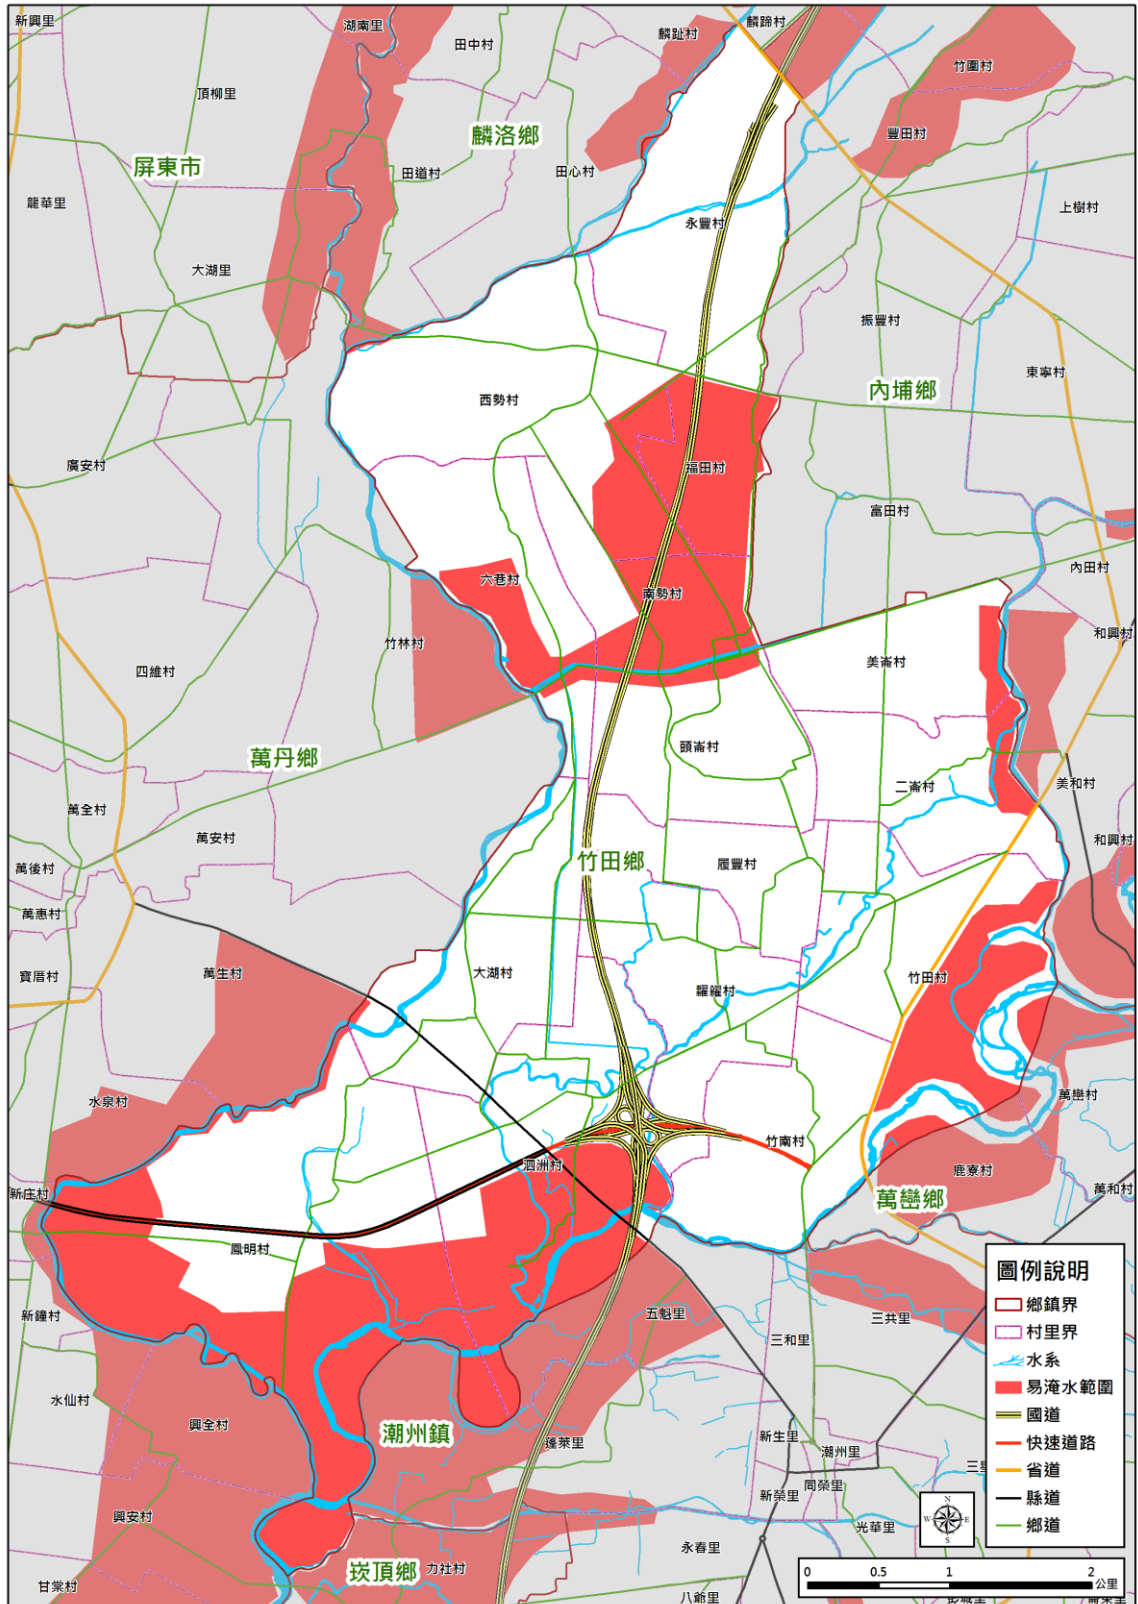 新興里
湖南里
田中村
麟趾村
麟蹄村
竹圍村
頂柳里
麟洛鄉
豐田村
屏東市
田道村
田心村
龍華里
上樹村
永豐村
大湖里
振豐村
東寧村
西勢村
內埔鄉
廣安村
福田村
富田村
內田村
六巷村
南勢村
竹林村
和興村
四維村
美崙村
萬丹鄉
頭崙村
二崙村
美和村
萬全村
萬安村
和興村
竹田鄉
履豐村
萬後村
萬惠村
寶厝村
萬生村
大湖村
竹田村
糶糴村
水泉村
萬巒村
竹南村
泗洲村
鹿寮村
新庄村
萬和村
萬巒鄉
鳳明村
圖例說明
新鐘村
五魁里
三共里
三和里
鄉鎮界
村里界
水系
易淹水範圍
國道
快速道路
省道
縣道
鄉道
水仙村
興全村
潮州鎮
蓬萊里
新生里
潮州里
同榮里
新榮里
興安村
光華里
N
W E
S
永春里
崁頂鄉
力社村
甘棠村
八爺里
0 0.5 1 2
公里